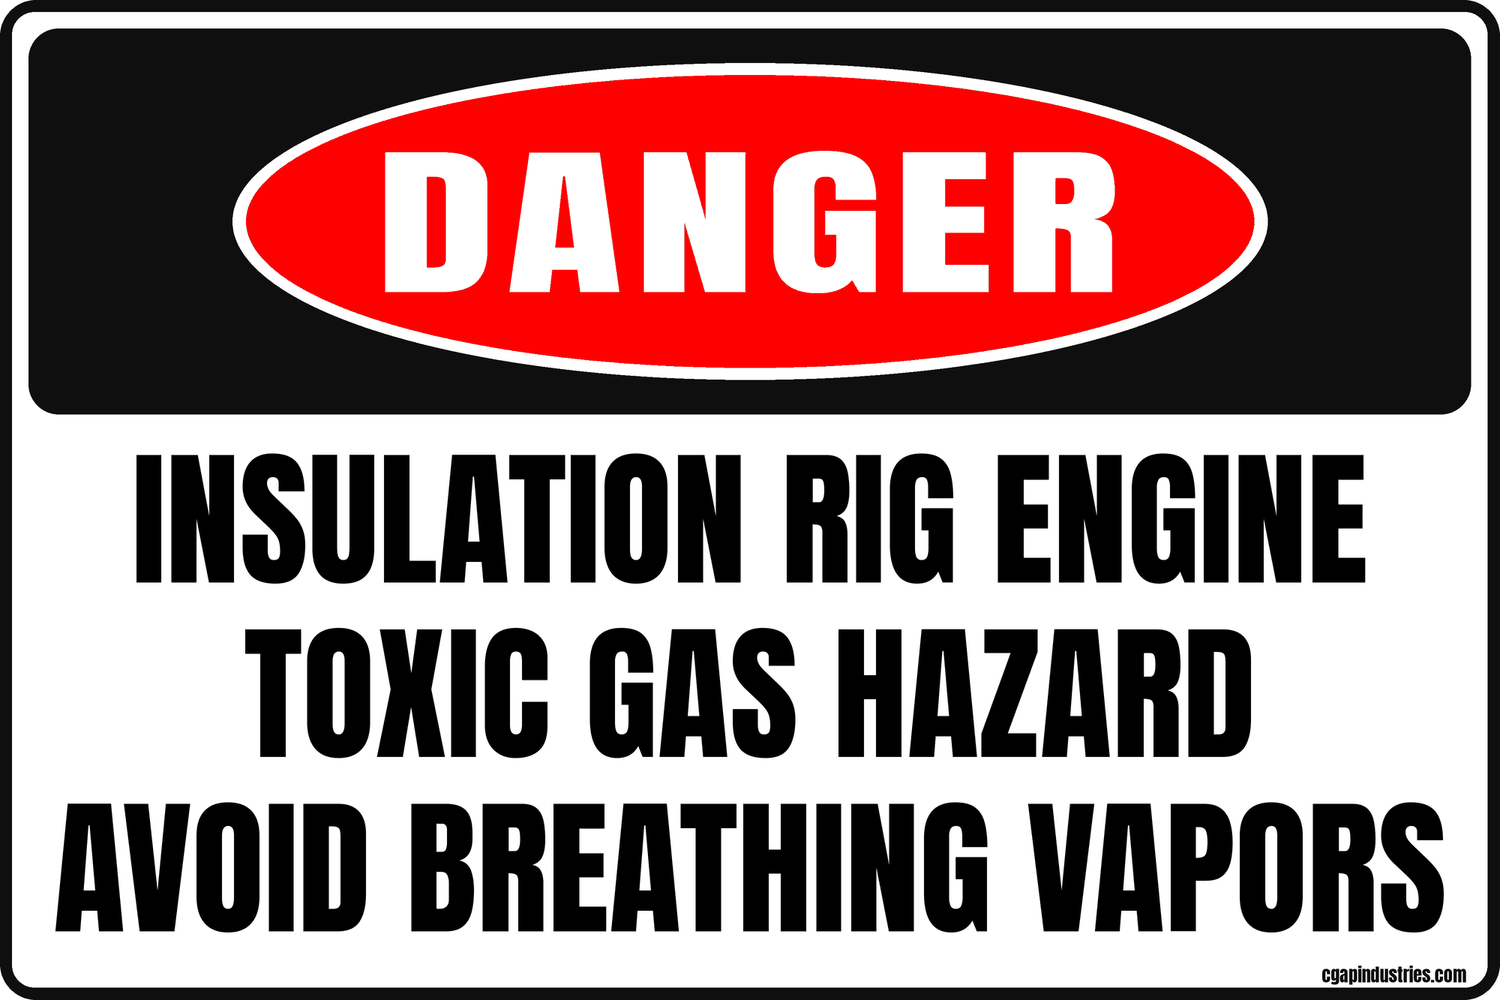 DANGER
INSULATION RIG ENGINE
TOXIC GAS HAZARD
AVOID BREATHING VAPORS
cgapindustries.com